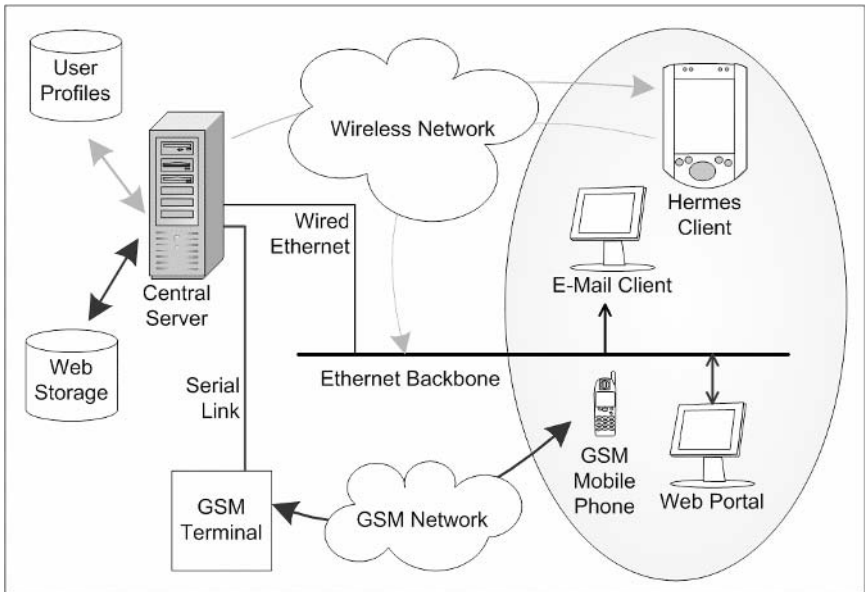 User
Profiles
Wireless Network
Hermes
Client
Wired
Ethernet
E-Mail Client
Central
Server
Web
Storage
Serial
Link
Ethernet Backbone
GSM
Mobile
Phone
Web Portal
GSM
Terminal
GSM Network